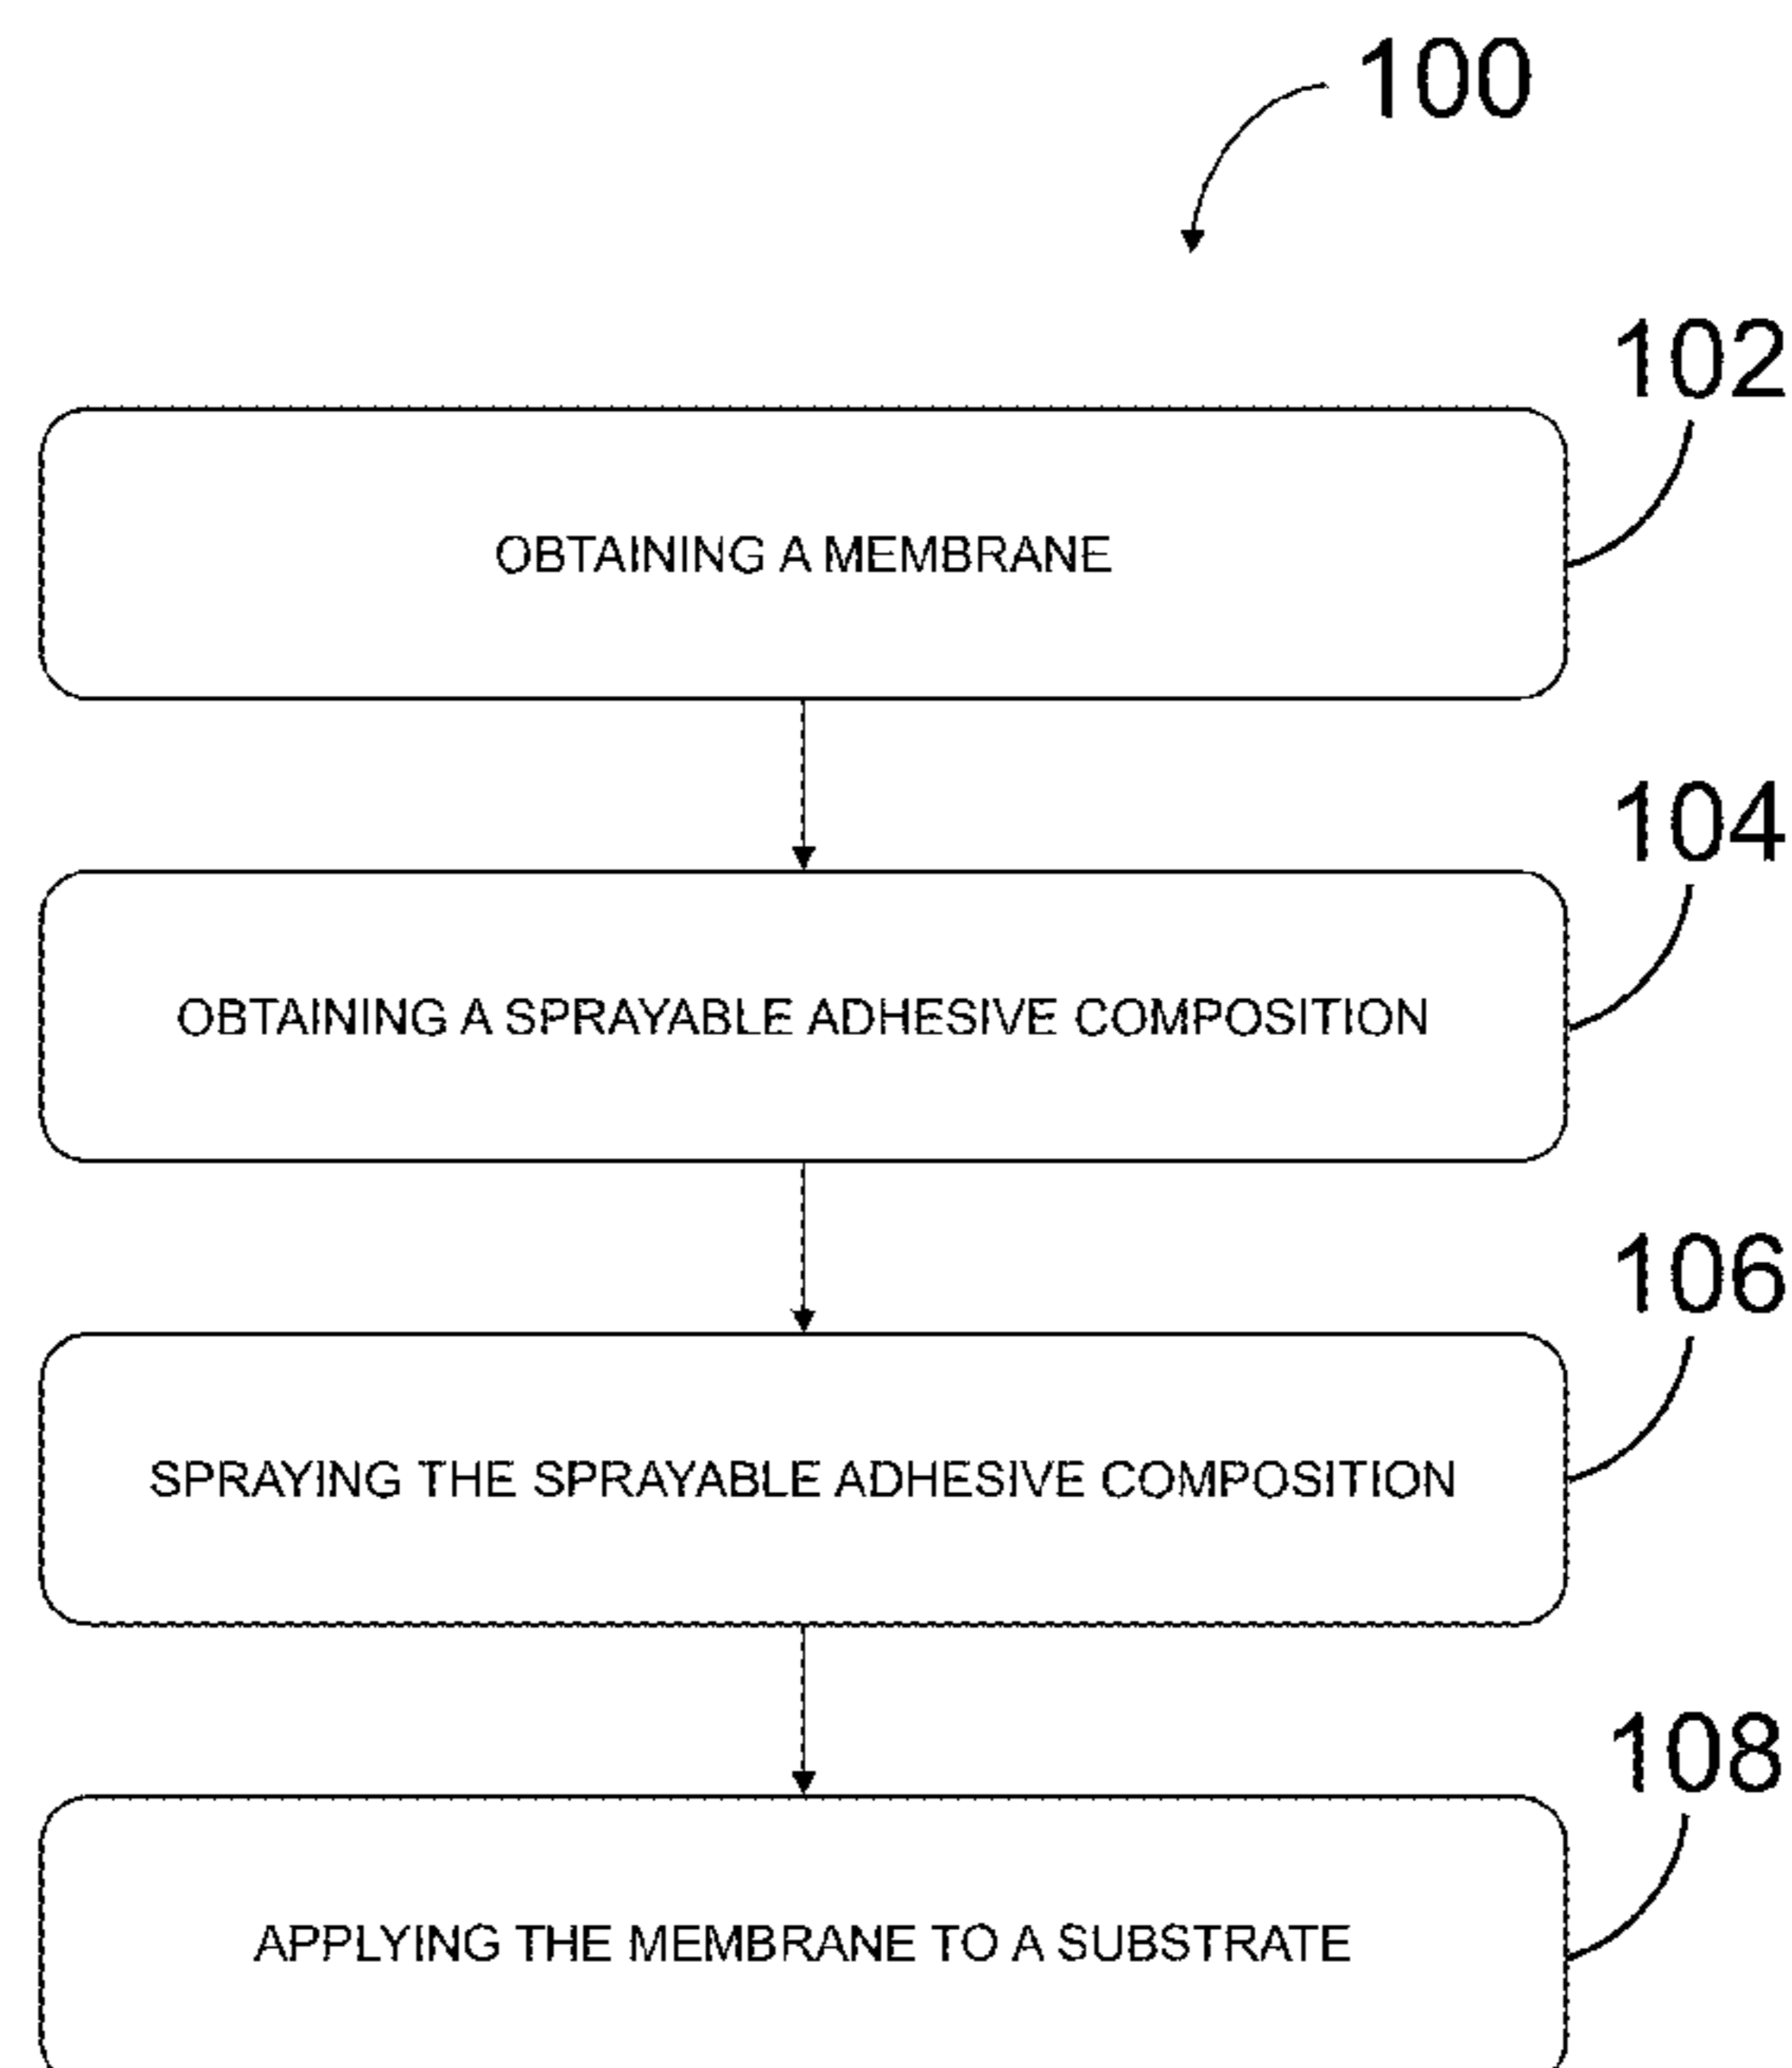 100
102
OBTAINING A MEMBRANE
104
OBTAINING A SPRAYABLE ADHESIVE COMPOSITION
106
SPRAYING THE SPRAYABLE ADHESIVE COMPOSITION
108
APPLYING THE MEMBRANE TO A SUBSTRATE